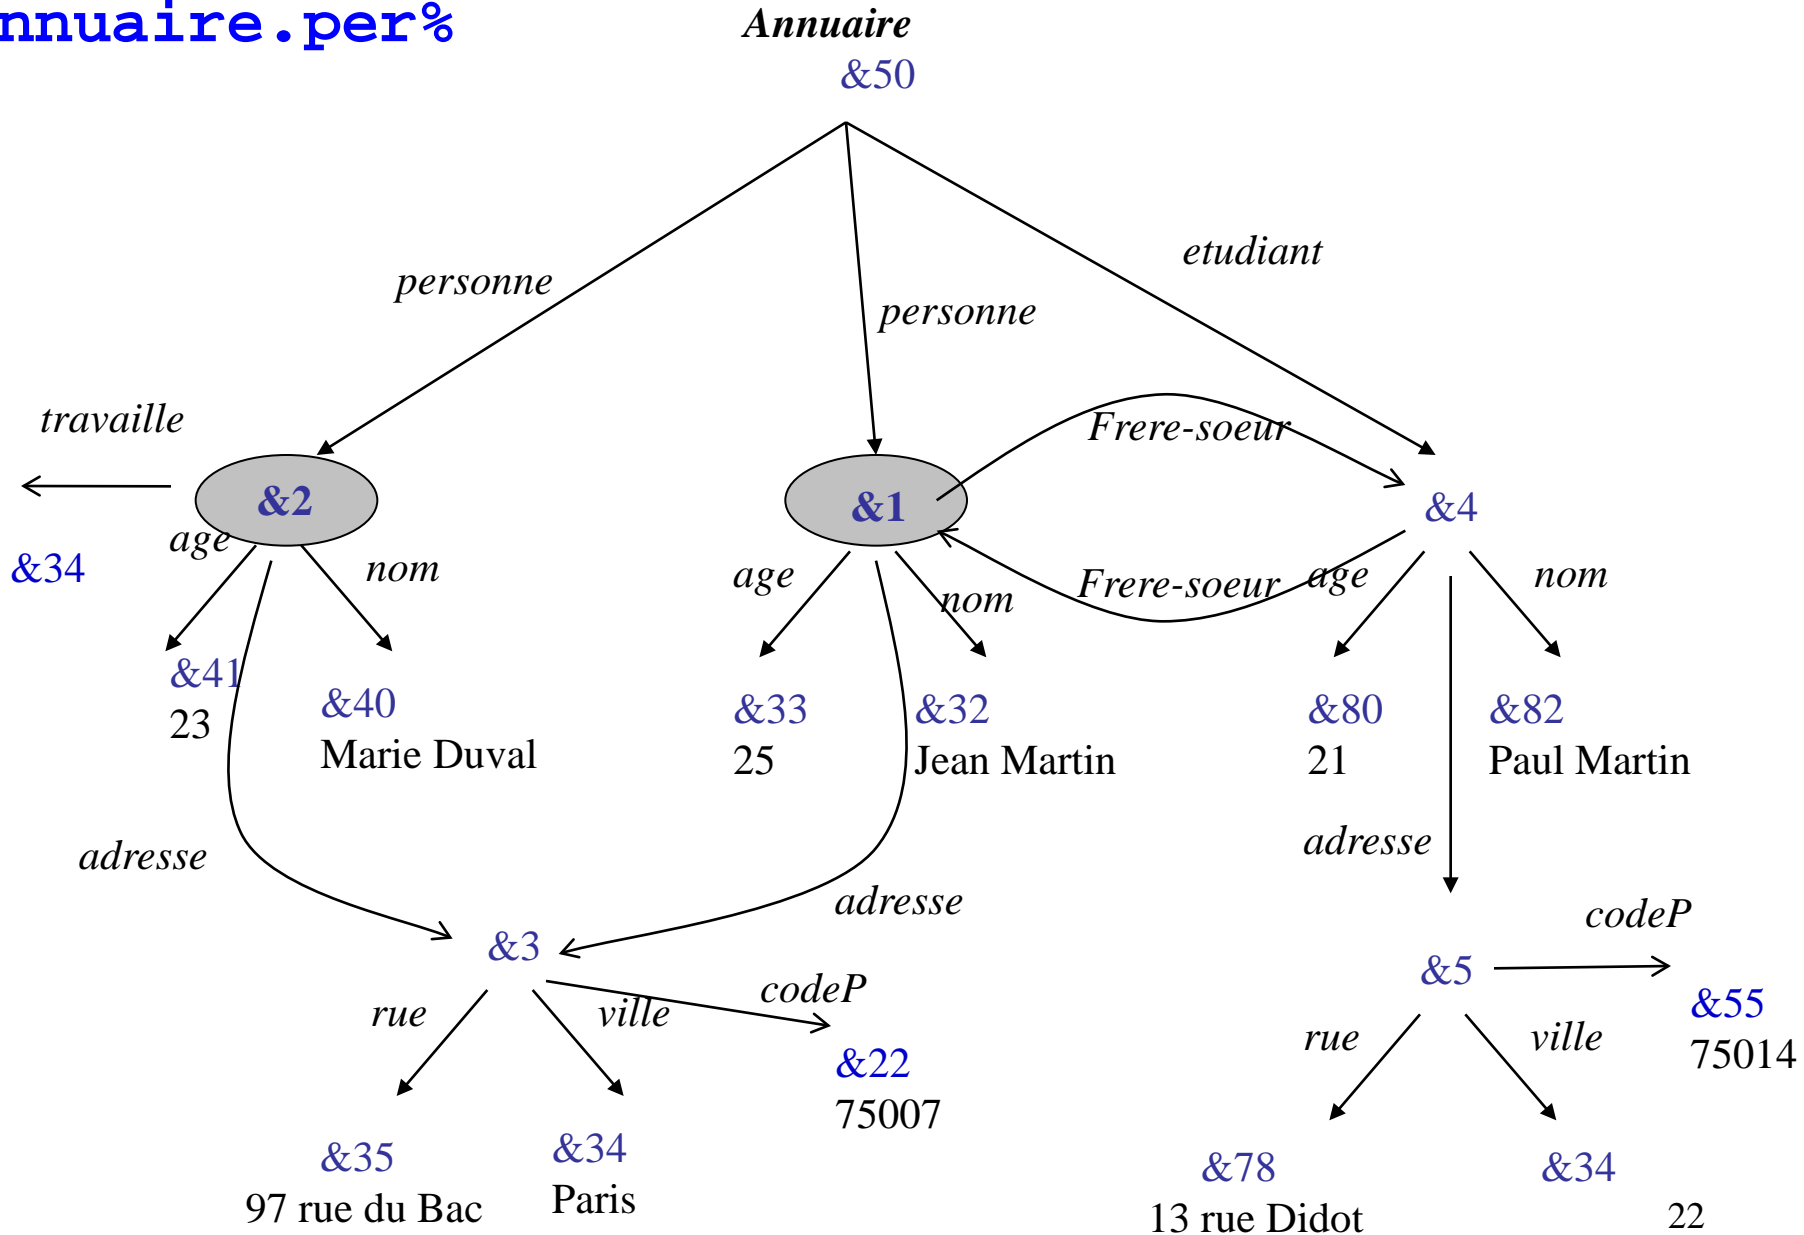 nnuaire.per%
Annuaire
&50
personne
personne
etudiant
travaille
Frere-soeur
&2
&1
&4
&34
age
nom
age
nom
Frere-soeur
age
nom
&41
23
&40
Marie Duval
&33
25
&32
Jean Martin
&80
21
&82
Paul Martin
adresse
adresse
adresse
codeP
&3
&5
rue
ville
codeP
rue
ville
&55
75014
&22
75007
&35
97 rue du Bac
&34
Paris
&78
13 rue Didot
&34
22